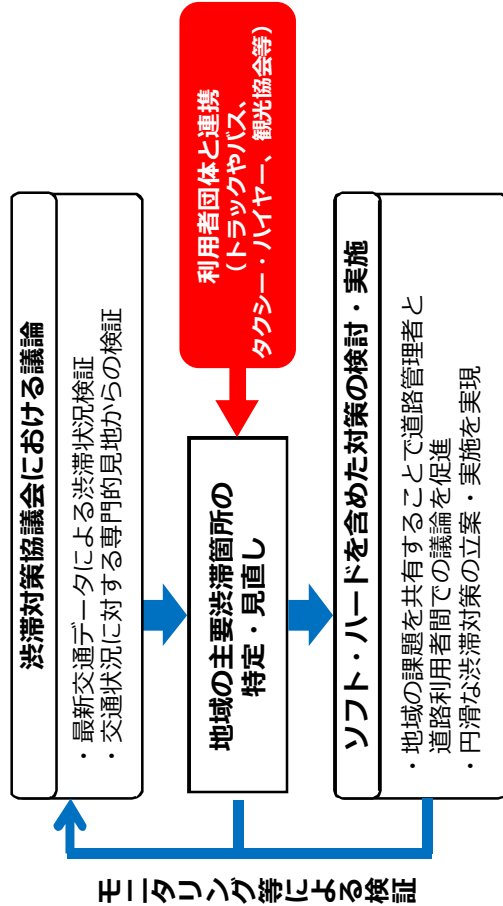 渋滞対策協議会における議論
・最新交通データによる渋滞状況検証
・交通状況に対する専門的見地からの検証
利用者団体と連携
（トラックやバス、
タクシー・ハイヤー、観光協会等）
地域の主要渋滞箇所の
特定・見直し
ソフト・ハードを含めた対策の検討・実施
・地域の課題を共有することで道路管理者と
道路利用者間での議論を促進
・円滑な渋滞対策の立案・実施を実現
モニタリング等による検証